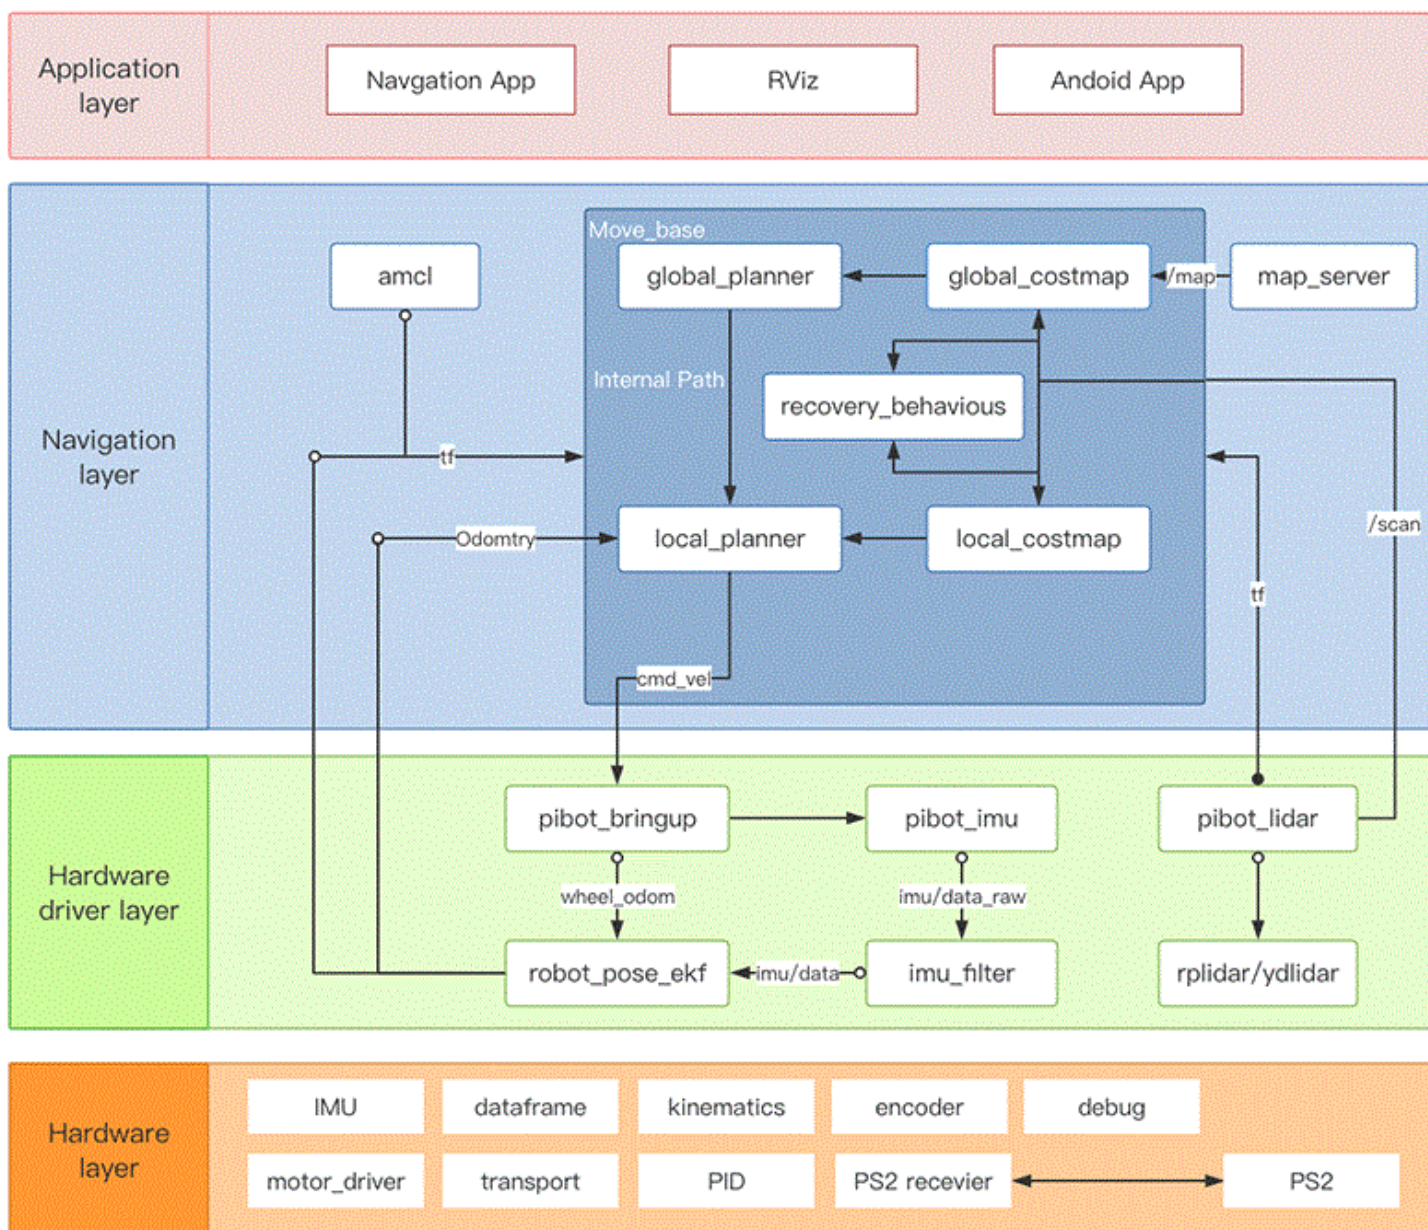 Application
layer
Navgation App
RViz
Andoid App
Navigation
layer
Move_base
amcl
global_planner
global_costmap
/map
map_server
Internal Path
recovery_behavious
tf
Odomtry
local_planner
local_costmap
/scan
tf
cmd_vel
Hardware
driver layer
pibot_bringup
pibot_imu
pibot_lidar
wheel_odom
imu/data_raw
robot_pose_ekf
imu/data
imu_filter
rplidar/ydlidar
Hardware
layer
IMU
dataframe
kinematics
encoder
debug
motor_driver
transport
PID
PS2 recevier
PS2